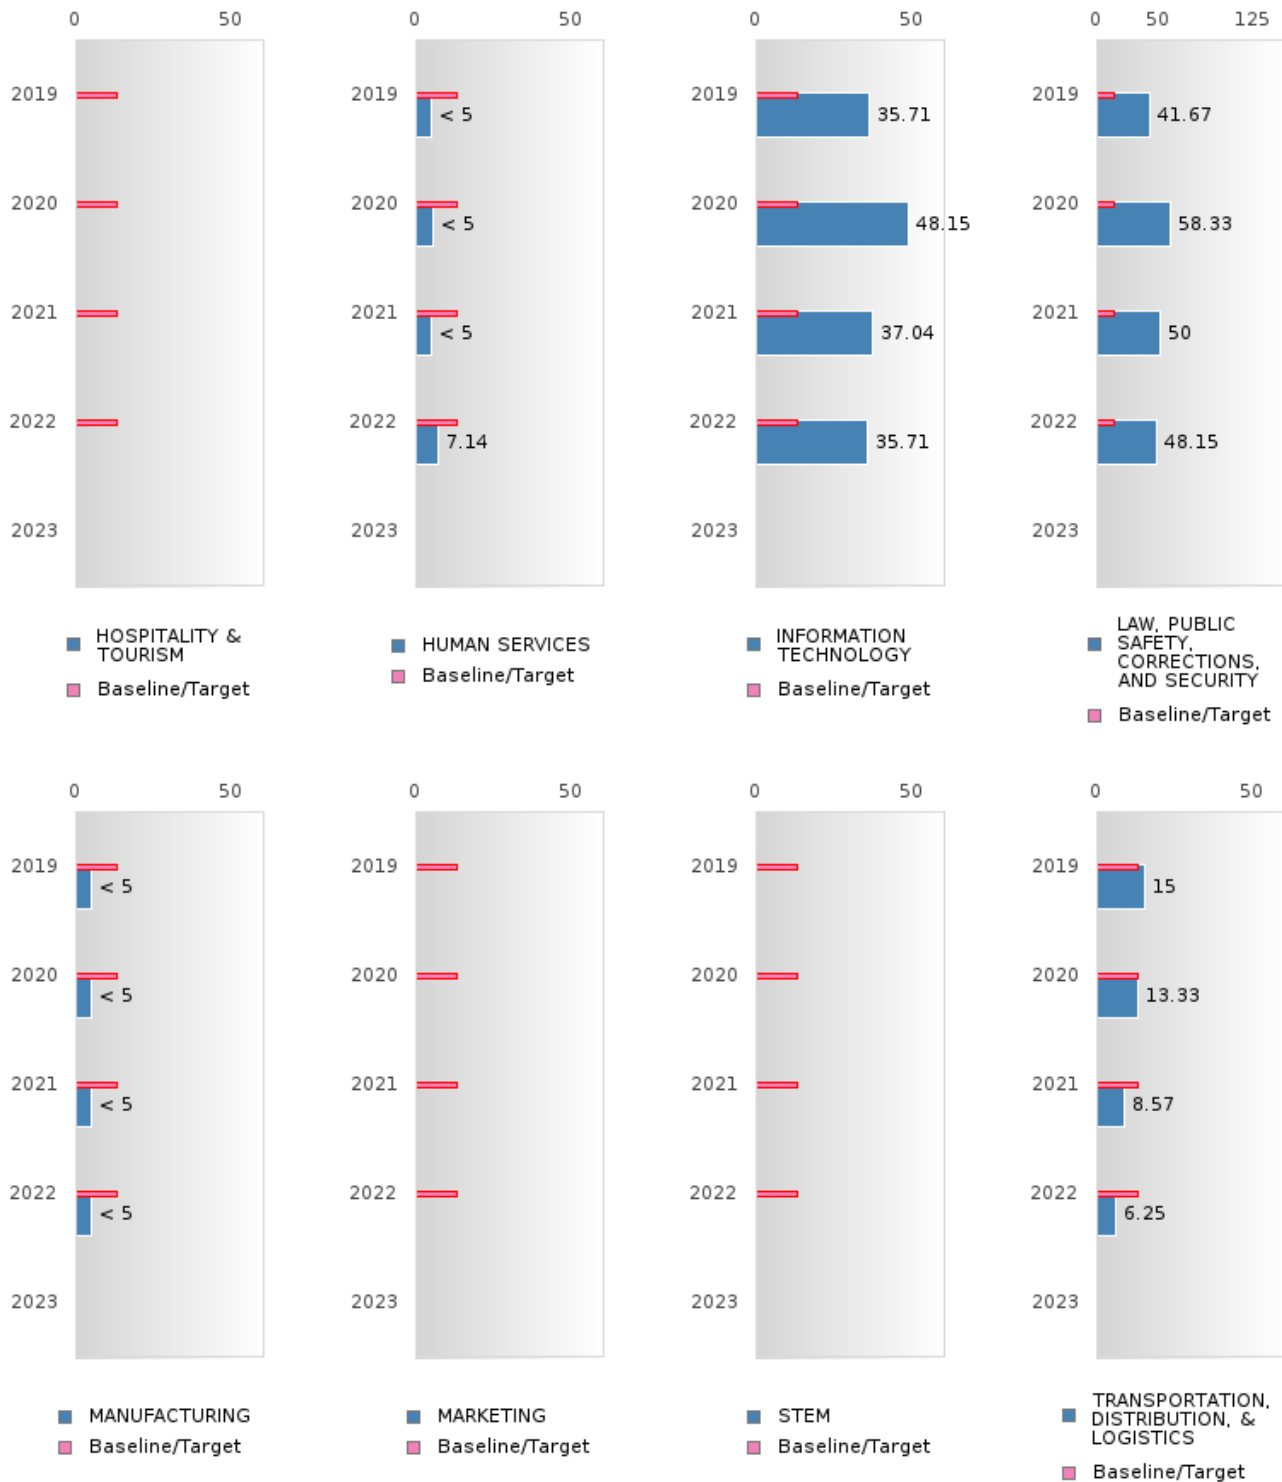 0 50
2019
2020
2021
2022
2023
HOSPITALITY &
TOURISM
Baseline/Target
0 50
2019
< 5
2020
< 5
2021
< 5
2022
7.14
2023
HUMAN SERVICES
Baseline/Target
0 50
2019
35.71
2020
48.15
2021
37.04
2022
35.71
2023
INFORMATION
TECHNOLOGY
Baseline/Target
0 50 125
2019
41.67
2020
58.33
2021
50
2022
48.15
2023
LAW, PUBLIC
SAFETY,
CORRECTIONS,
AND SECURITY
Baseline/Target
0 50
2019
< 5
2020
< 5
2021
< 5
2022
< 5
2023
MANUFACTURING
Baseline/Target
0 50
2019
2020
2021
2022
2023
MARKETING
Baseline/Target
0 50
2019
2020
2021
2022
2023
STEM
Baseline/Target
0 50
2019
15
2020
13.33
2021
8.57
2022
6.25
2023
TRANSPORTATION,
DISTRIBUTION, &
LOGISTICS
Baseline/Target